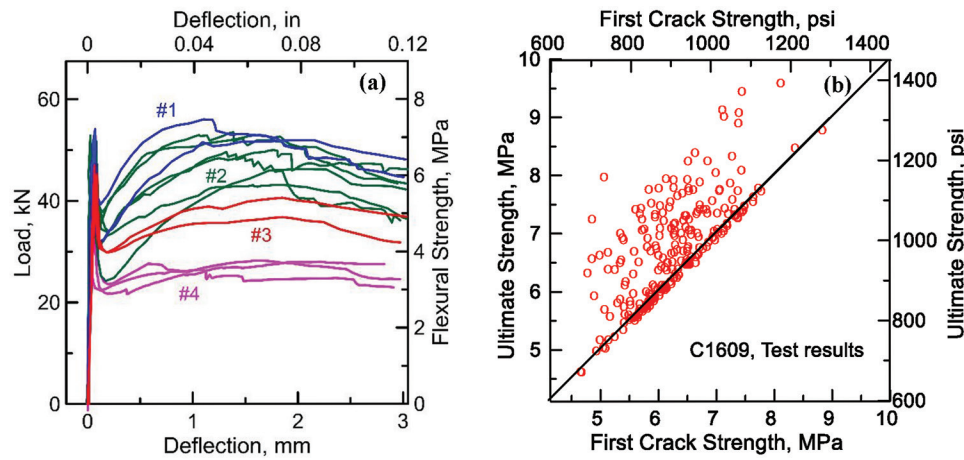 Deflection, in
0 0.04 0.08 0.12
(a)
60
40
20
0
Load, kN
#1
#2
#3
#4
8
6
4
2
0
Flexural Strength, MPa
0 1 2 3
Deflection, mm
First Crack Strength, psi
600 800 1000 1200 1400
(b)
10
9
8
7
6
5
Ultimate Strength, MPa
1400
1200
1000
800
600
Ultimate Strength, psi
C1609, Test results
5 6 7 8 9 10
First Crack Strength, MPa